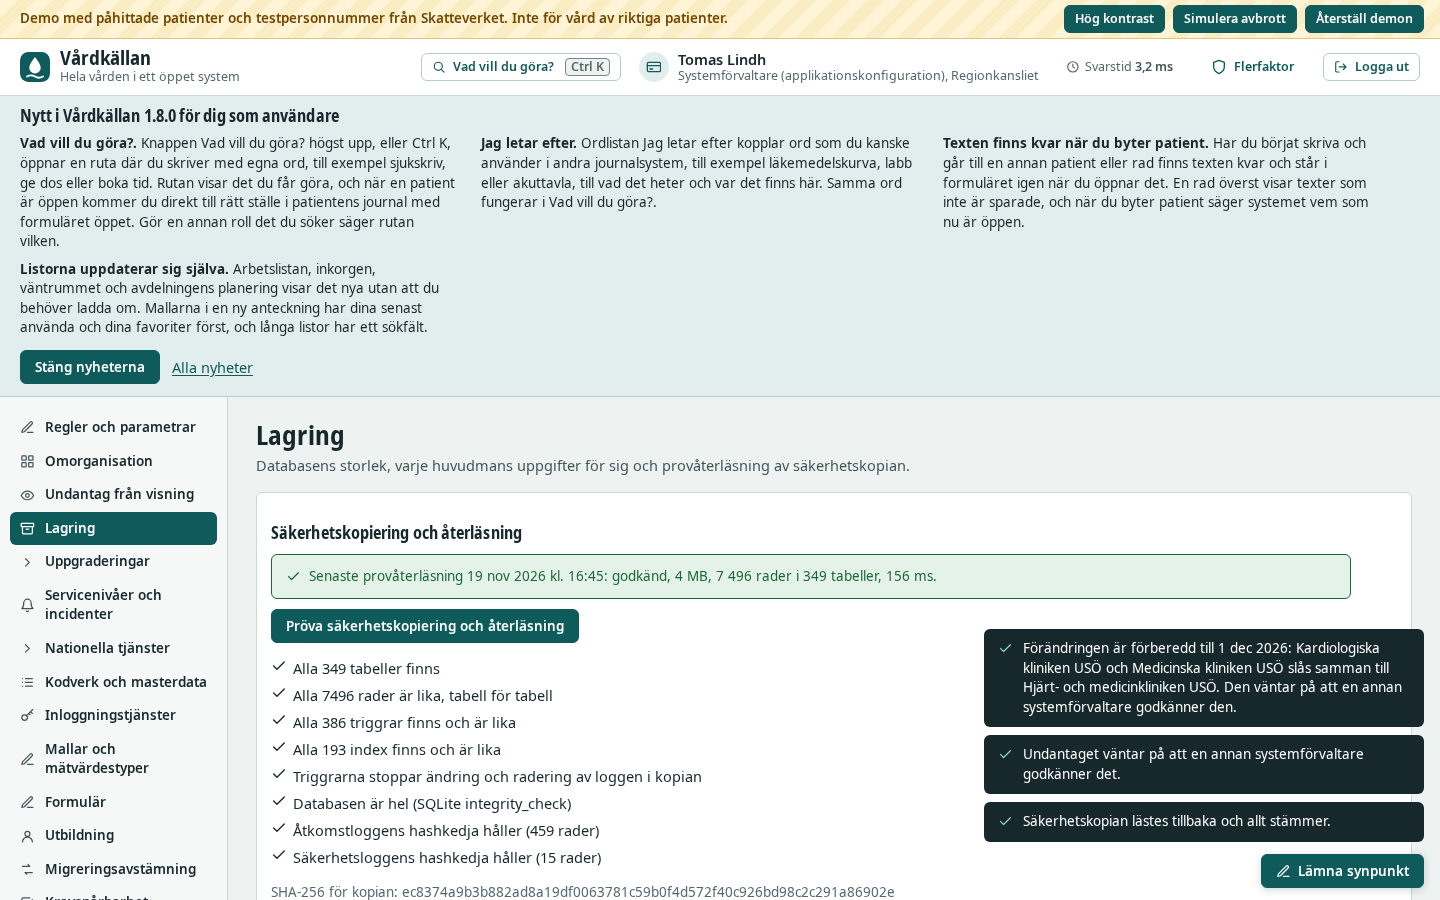 Demo med påhittade patienter och testpersonnummer från Skatteverket. Inte för vård av riktiga patienter.
Hög kontrast
Simulera avbrott
Återställ demon
Vårdkällan
Hela vården i ett öppet system
Vad vill du göra? Ctrl K
Tomas Lindh
Systemförvaltare (applikationskonfiguration), Regionkansliet
Svarstid 3,2 ms
Flerfaktor
Logga ut
Nytt i Vårdkällan 1.8.0 för dig som användare
Vad vill du göra?. Knappen Vad vill du göra? högst upp, eller Ctrl K,
öppnar en ruta där du skriver med egna ord, till exempel sjukskriv,
ge dos eller boka tid. Rutan visar det du får göra, och när en patient
är öppen kommer du direkt till rätt ställe i patientens journal med
formuläret öppet. Gör en annan roll det du söker säger rutan
vilken.
Jag letar efter. Ordlistan Jag letar efter kopplar ord som du kanske
använder i andra journalsystem, till exempel läkemedelskurva, labb
eller akuttavla, till vad det heter och var det finns här. Samma ord
fungerar i Vad vill du göra?.
Texten finns kvar när du byter patient. Har du börjat skriva och
går till en annan patient eller rad finns texten kvar och står i
formuläret igen när du öppnar det. En rad överst visar texter som
inte är sparade, och när du byter patient säger systemet vem som
nu är öppen.
Listorna uppdaterar sig själva. Arbetslistan, inkorgen,
väntrummet och avdelningens planering visar det nya utan att du
behöver ladda om. Mallarna i en ny anteckning har dina senast
använda och dina favoriter först, och långa listor har ett sökfält.
Stäng nyheterna
Alla nyheter
Regler och parametrar
Omorganisation
Undantag från visning
Lagring
Uppgraderingar
Servicenivåer och
incidenter
Nationella tjänster
Kodverk och masterdata
Inloggningstjänster
Mallar och
mätvärdestyper
Formulär
Utbildning
Migreringsavstämning
Lagring
Databasens storlek, varje huvudmans uppgifter för sig och provåterläsning av säkerhetskopian.
Säkerhetskopiering och återläsning
Senaste provåterläsning 19 nov 2026 kl. 16:45: godkänd, 4 MB, 7 496 rader i 349 tabeller, 156 ms.
Pröva säkerhetskopiering och återläsning
Alla 349 tabeller finns
Alla 7496 rader är lika, tabell för tabell
Alla 386 triggrar finns och är lika
Alla 193 index finns och är lika
Triggrarna stoppar ändring och radering av loggen i kopian
Databasen är hel (SQLite integrity_check)
Åtkomstloggens hashkedja håller (459 rader)
Säkerhetsloggens hashkedja håller (15 rader)
SHA-256 för kopian: ec8374a9b3b882ad8a19df0063781c59b0f4d572f40c926bd98c2c291a86902e
Förändringen är förberedd till 1 dec 2026: Kardiologiska
kliniken USÖ och Medicinska kliniken USÖ slås samman till
Hjärt- och medicinkliniken USÖ. Den väntar på att en annan
systemförvaltare godkänner den.
Undantaget väntar på att en annan systemförvaltare
godkänner det.
Säkerhetskopian lästes tillbaka och allt stämmer.
Lämna synpunkt